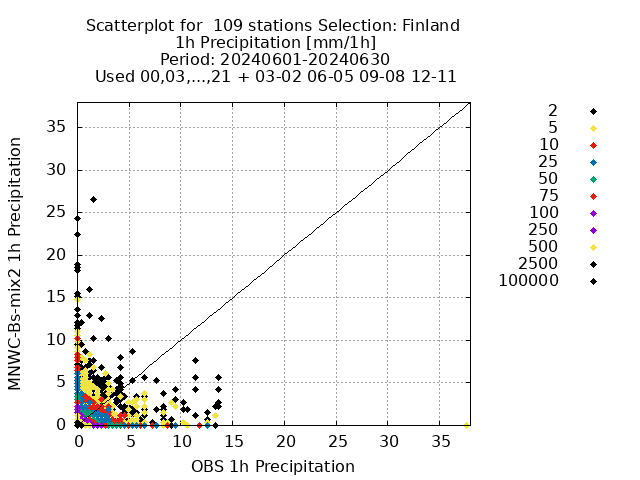 Scatterplot for  109 stations Selection: Finland
1h Precipitation [mm/1h]
Period: 20240601-20240630
Used 00,03,...,21 + 03-02 06-05 09-08 12-11
MNWC-Bs-mix2 1h Precipitation
35
30
25
20
15
10
5
0
0 5 10 15 20 25 30 35
OBS 1h Precipitation
2
5
10
25
50
75
100
250
500
2500
100000